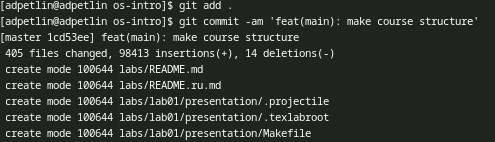 [adpetlin@adpetlin os-intro]$ git add .
[adpetlin@adpetlin os-intro]$ git commit -am 'feat(main): make course structure'
[master 1cd53ee] feat(main): make course structure
 405 files changed, 98413 insertions(+), 14 deletions(-)
 create mode 100644 labs/README.md
 create mode 100644 labs/README.ru.md
 create mode 100644 labs/lab01/presentation/.projectile
 create mode 100644 labs/lab01/presentation/.texlabroot
 create mode 100644 labs/lab01/presentation/Makefile